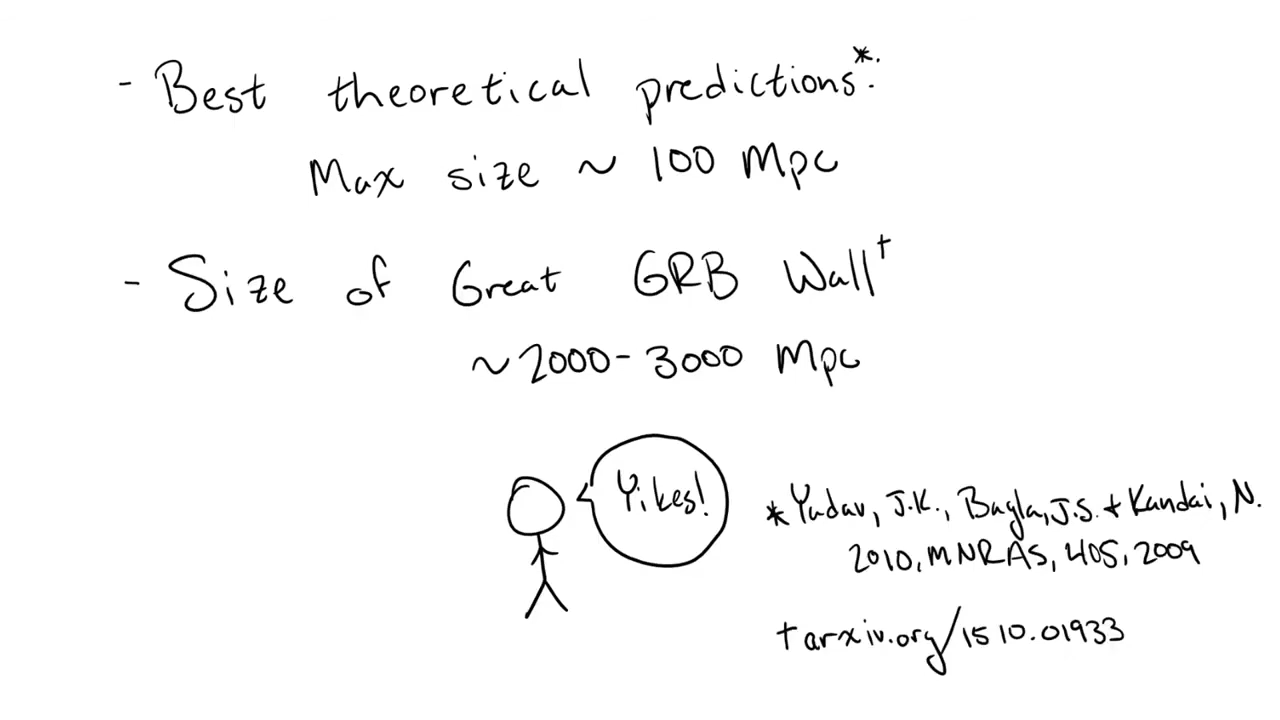 - Best theoretical predictions*:
Max size ~ 100 Mpc
- Size of Great GRB Wall†
~2000-3000 Mpc
Yikes!
*Yadav, J.K., Bagla, J.S. + Kandai, N.
2010, MNRAS, 405, 2009
†arxiv.org/1510.01933